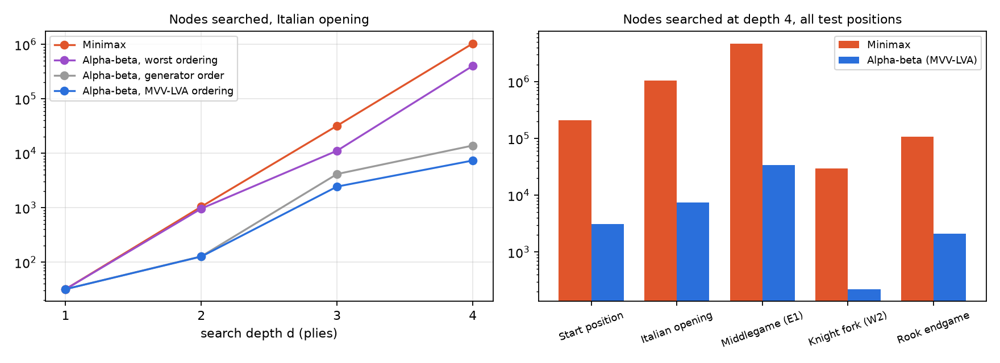 Nodes searched, Italian opening
10^6
10^5
10^4
10^3
10^2
Minimax
Alpha-beta, worst ordering
Alpha-beta, generator order
Alpha-beta, MVV-LVA ordering
1 2 3 4
search depth d (plies)
Nodes searched at depth 4, all test positions
10^6
10^5
10^4
10^3
Minimax
Alpha-beta (MVV-LVA)
Start position
Italian opening
Middlegame (E1)
Knight fork (W2)
Rook endgame